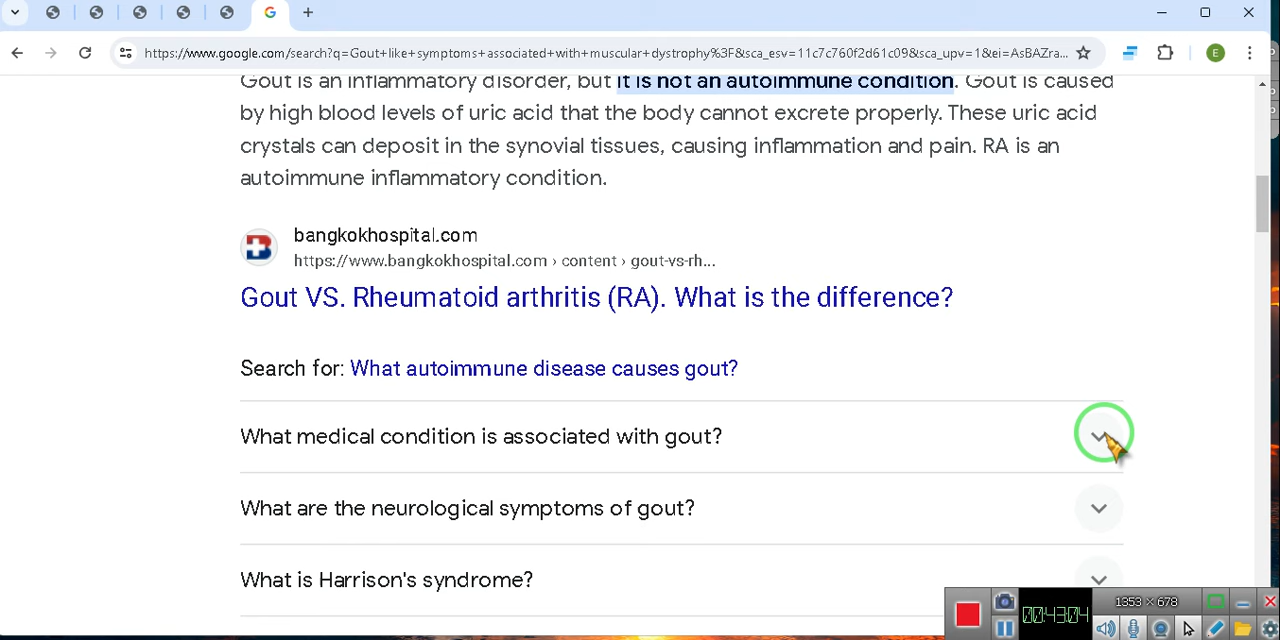 https://www.google.com/search?q=Gout+like+symptoms+associated+with+muscular+dystrophy%3F&sca_esv=11c7c760f2d61c09&sca_upv=1&ei=AsBAZra...
E
Gout is an inflammatory disorder, but it is not an autoimmune condition. Gout is caused
by high blood levels of uric acid that the body cannot excrete properly. These uric acid
crystals can deposit in the synovial tissues, causing inflammation and pain. RA is an
autoimmune inflammatory condition.
bangkokhospital.com
https://www.bangkokhospital.com › content › gout-vs-rh...
Gout VS. Rheumatoid arthritis (RA). What is the difference?
Search for: What autoimmune disease causes gout?
What medical condition is associated with gout?
What are the neurological symptoms of gout?
What is Harrison's syndrome?
1353 × 678
00:43:04